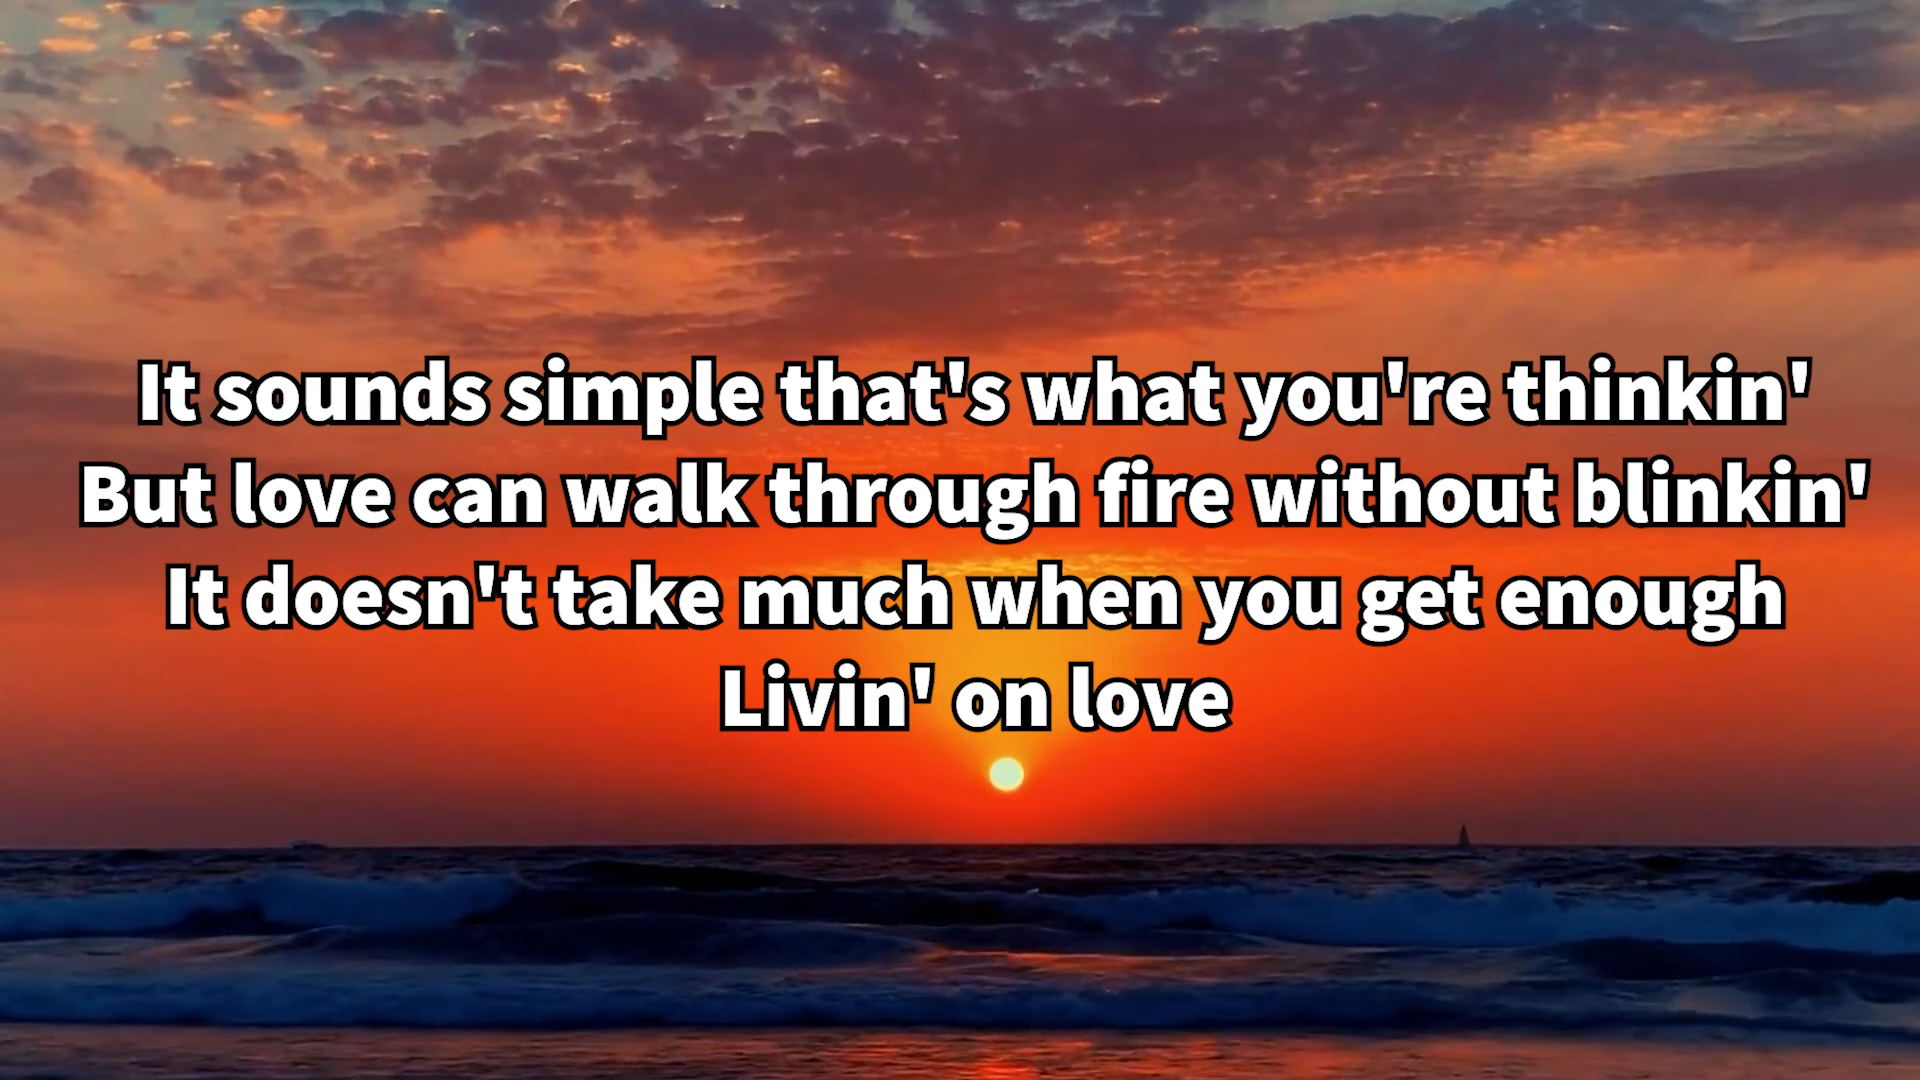 It sounds simple that's what you're thinkin'
But love can walk through fire without blinkin'
It doesn't take much when you get enough
Livin' on love